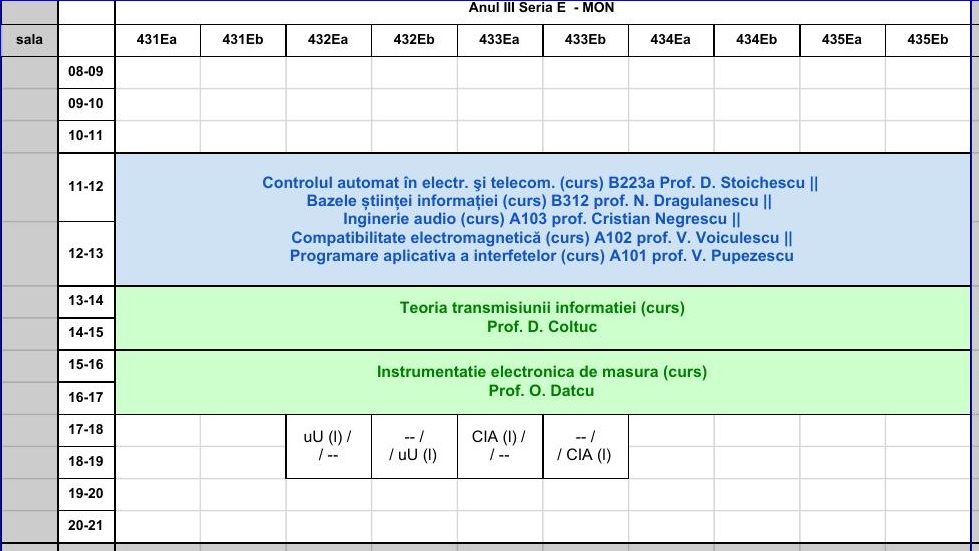 Anul III Seria E - MON
sala 431Ea 431Eb 432Ea 432Eb 433Ea 433Eb 434Ea 434Eb 435Ea 435Eb
08-09
09-10
10-11
11-12
Controlul automat în electr. şi telecom. (curs) B223a Prof. D. Stoichescu ||
Bazele științei informației (curs) B312 prof. N. Dragulanescu ||
Inginerie audio (curs) A103 prof. Cristian Negrescu ||
Compatibilitate electromagnetică (curs) A102 prof. V. Voiculescu ||
Programare aplicativa a interfetelor (curs) A101 prof. V. Pupezescu
12-13
13-14
Teoria transmisiunii informatiei (curs)
Prof. D. Coltuc
14-15
15-16
Instrumentatie electronica de masura (curs)
Prof. O. Datcu
16-17
17-18
uU (l) / -- / CIA (l) / -- /
/ -- / uU (l) / -- / CIA (l)
18-19
19-20
20-21